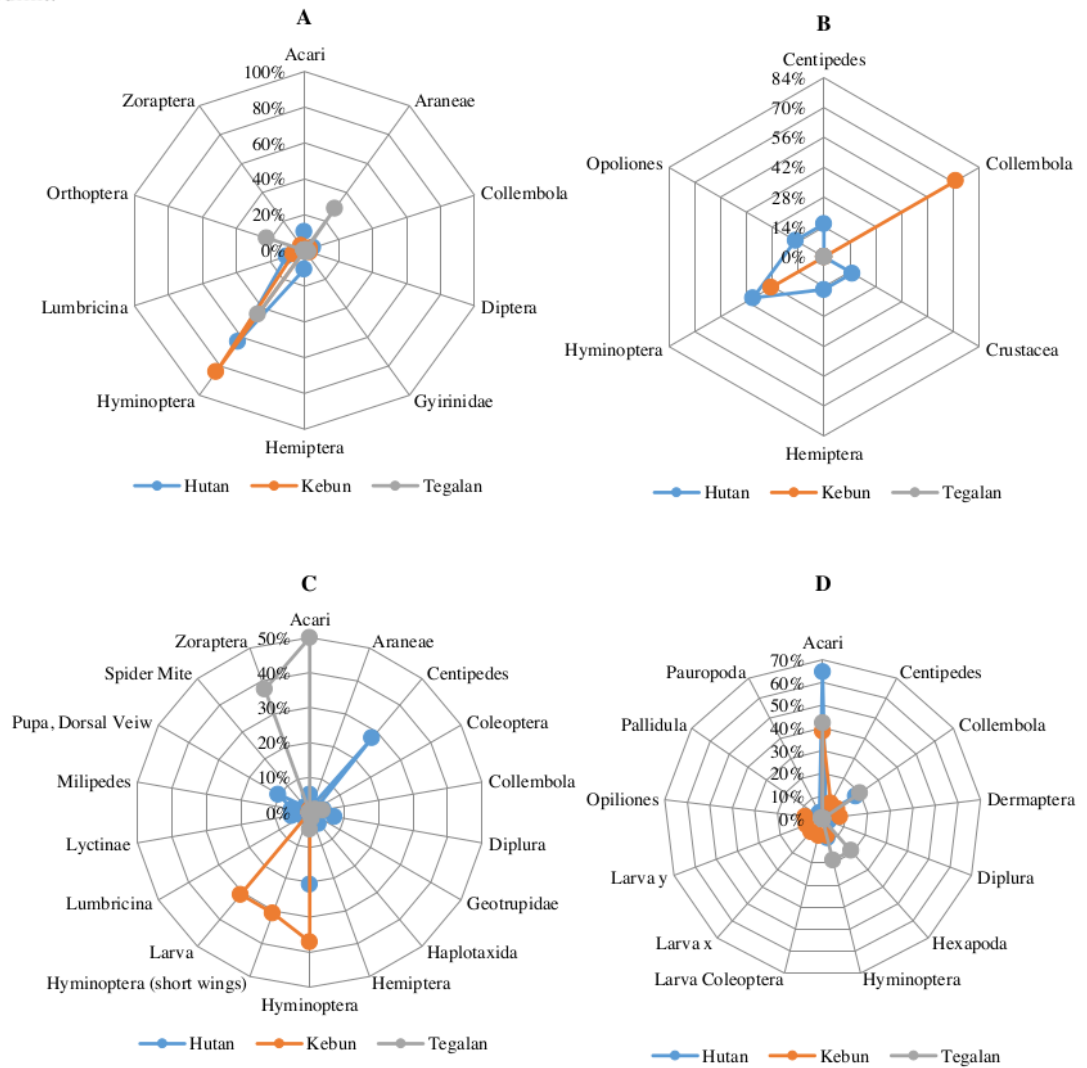 A
Acari
100%
Zoraptera
Araneae
80%
60%
Orthoptera
40%
Collembola
20%
0%
Lumbricina
Diptera
Hyminoptera
Gyirinidae
Hemiptera
Hutan Kebun Tegalan
B
Centipedes
84%
70%
56%
Opoliones
42%
Collembola
28%
14%
0%
Hyminoptera
Crustacea
Hemiptera
Hutan Kebun Tegalan
C
Acari
Zoraptera
50%
Araneae
Spider Mite
40%
Centipedes
Pupa, Dorsal Veiw
30%
Coleoptera
20%
Milipedes
10%
Collembola
0%
Lyctinae
Diplura
Lumbricina
Geotrupidae
Larva
Haplotaxida
Hyminoptera (short wings)
Hemiptera
Hyminoptera
Hutan Kebun Tegalan
D
Acari
70%
Pauropoda
Centipedes
60%
50%
Pallidula
40%
Collembola
30%
20%
Opiliones
10%
Dermaptera
0%
Larva y
Diplura
Larva x
Hexapoda
Larva Coleoptera
Hyminoptera
Hutan Kebun Tegalan